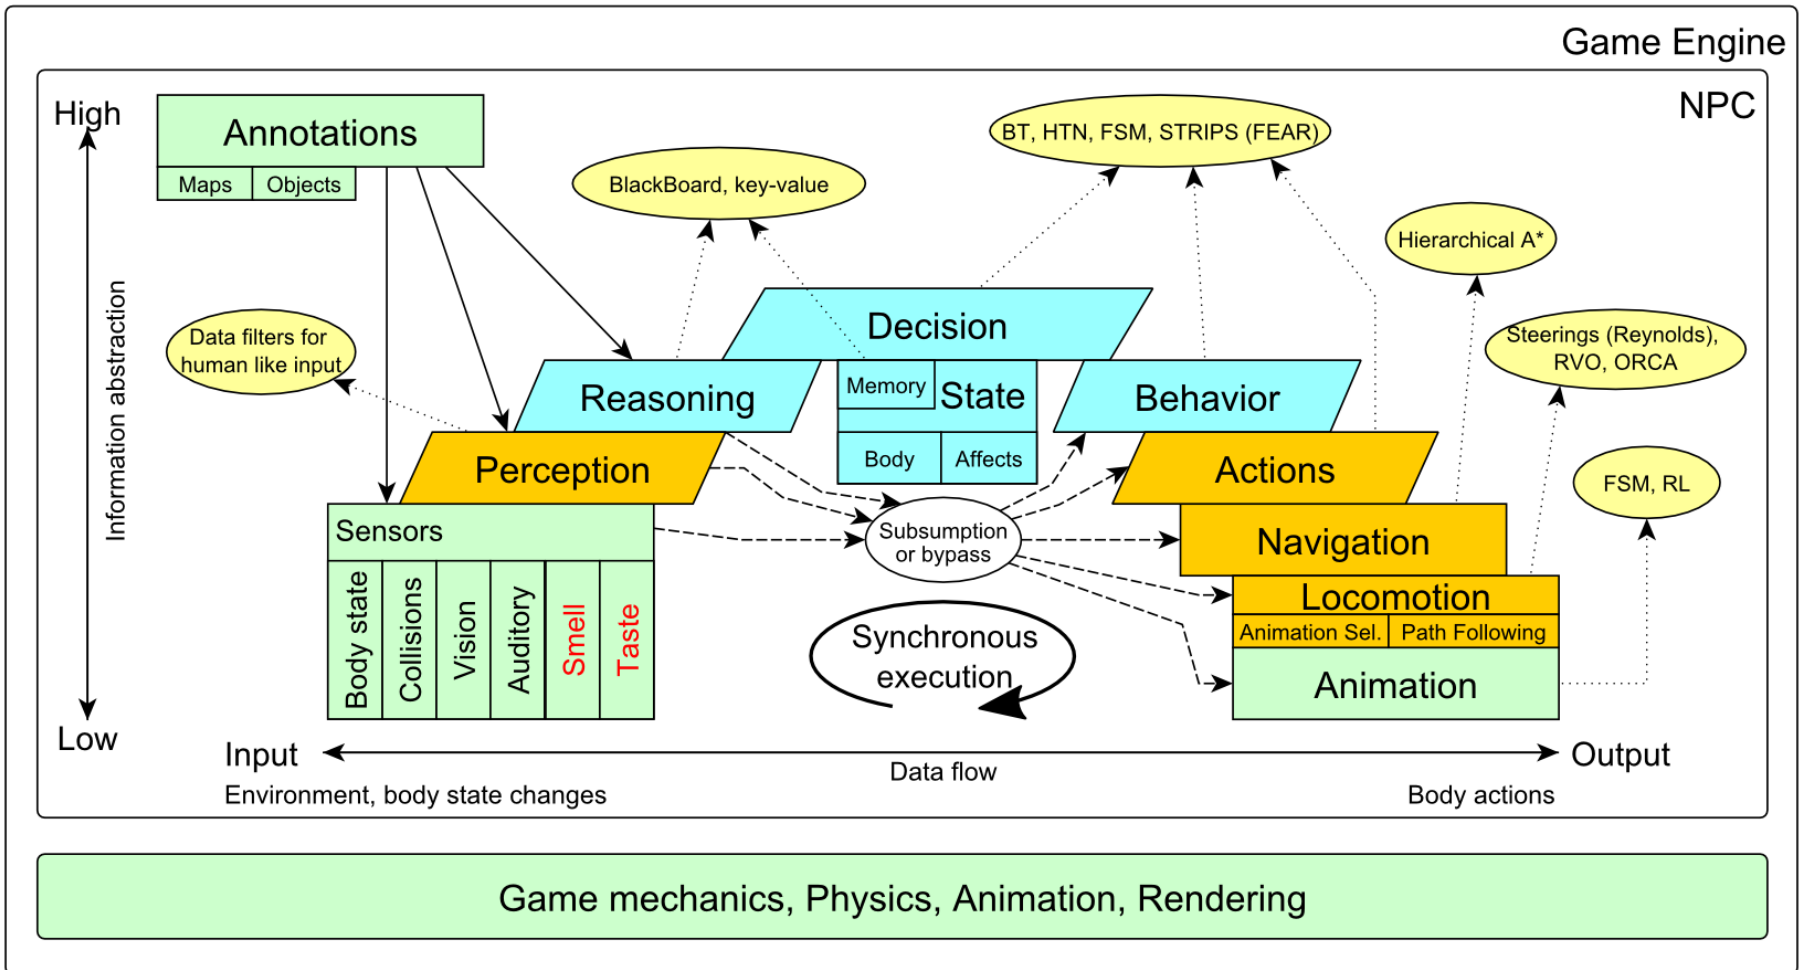 Game Engine
NPC
High
Annotations
Maps
Objects
BT, HTN, FSM, STRIPS (FEAR)
BlackBoard, key-value
Hierarchical A*
Information abstraction
Data filters for
human like input
Decision
Steerings (Reynolds),
RVO, ORCA
Reasoning
Memory
State
Behavior
Perception
Body
Affects
Actions
FSM, RL
Sensors
Subsumption
or bypass
Navigation
Body state
Collisions
Vision
Auditory
Smell
Taste
Locomotion
Animation Sel.
Path Following
Synchronous
execution
Animation
Low
Input
Output
Data flow
Environment, body state changes
Body actions
Game mechanics, Physics, Animation, Rendering